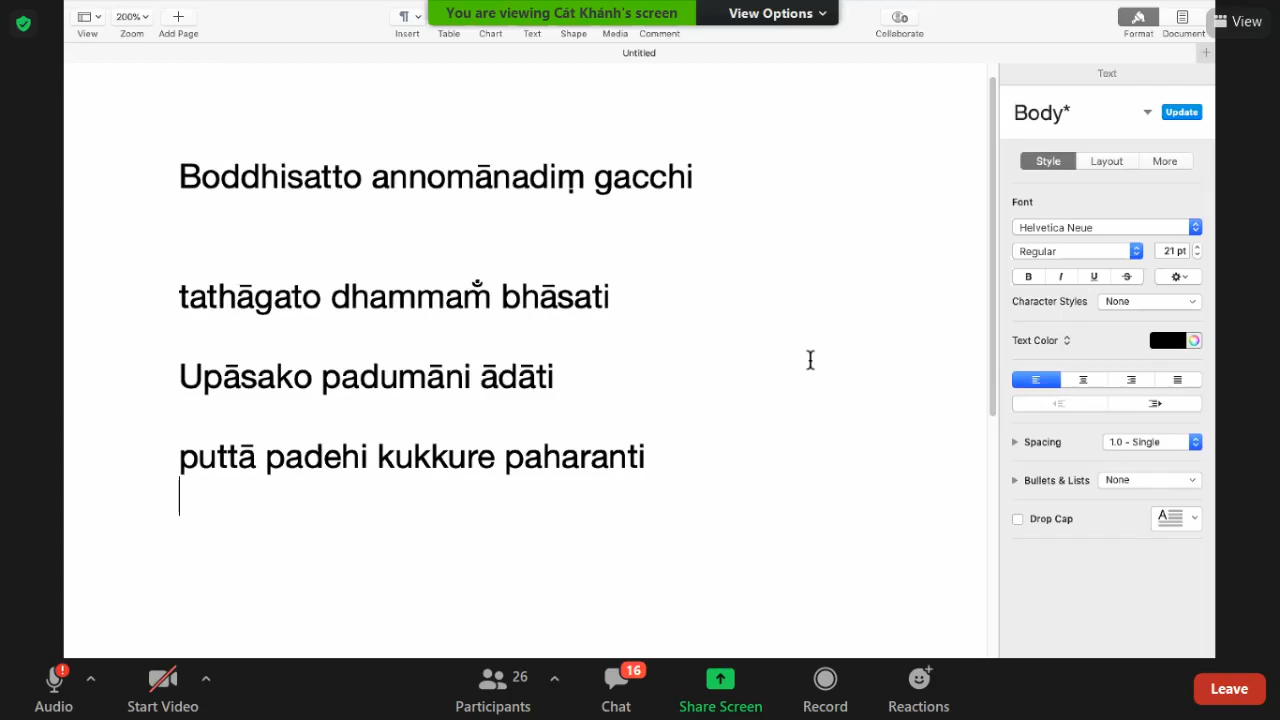 You are viewing Cát Khánh's screen
View Options
View
200%
View
Zoom
Add Page
Insert
Table
Chart
Text
Shape
Media
Comment
Collaborate
Format
Document
Untitled
Text
Body*
Update
Style
Layout
More
Font
Helvetica Neue
Regular
21 pt
B I U S
Character Styles
None
Text Color
Spacing
1.0 - Single
Bullets & Lists
None
Drop Cap
A
Boddhisatto annomānadiṃ gacchi
tathāgato dhammam̐ bhāsati
Upāsako padumāni ādāti
puttā padehi kukkure paharanti
Audio
Start Video
26
Participants
16
Chat
Share Screen
Record
Reactions
Leave